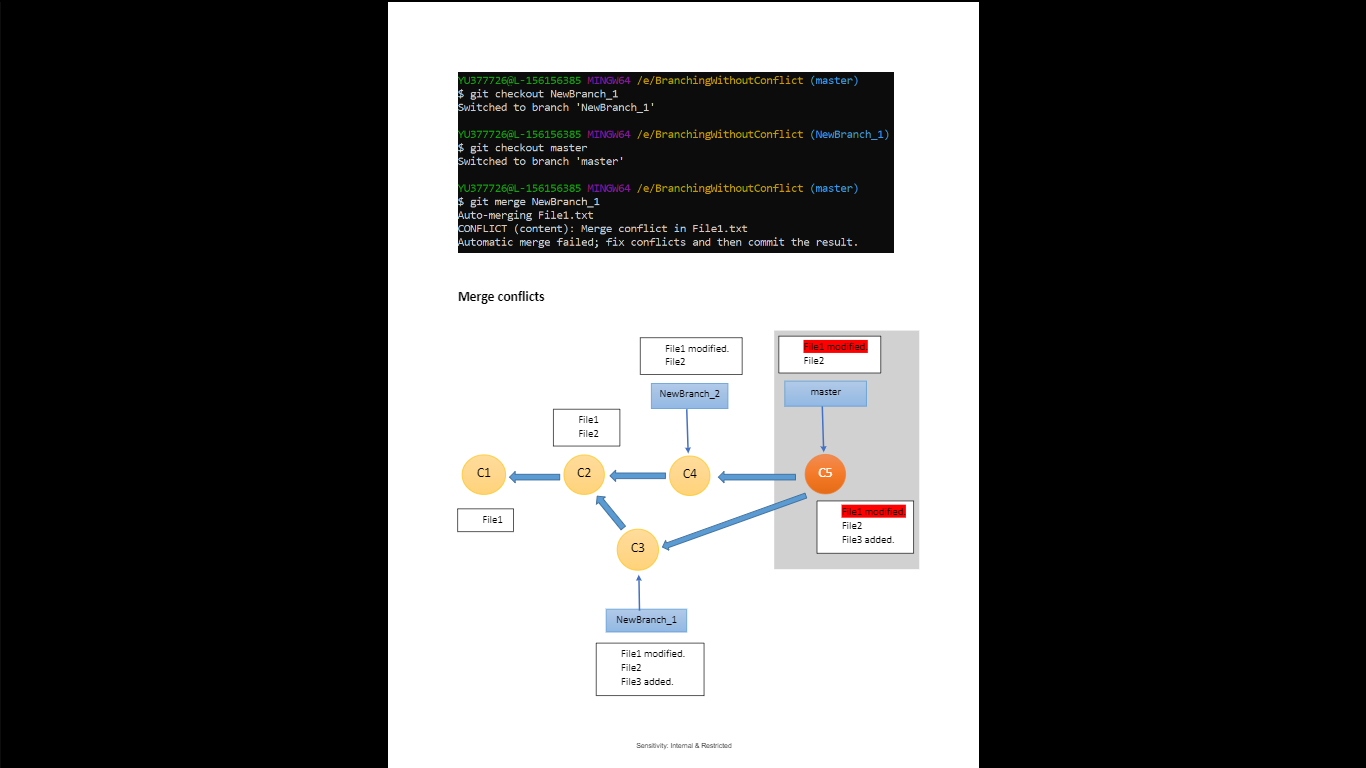 YU377726@L-156156385 MINGW64 /e/BranchingWithoutConflict (master)
$ git checkout NewBranch_1
Switched to branch 'NewBranch_1'
YU377726@L-156156385 MINGW64 /e/BranchingWithoutConflict (NewBranch_1)
$ git checkout master
Switched to branch 'master'
YU377726@L-156156385 MINGW64 /e/BranchingWithoutConflict (master)
$ git merge NewBranch_1
Auto-merging File1.txt
CONFLICT (content): Merge conflict in File1.txt
Automatic merge failed; fix conflicts and then commit the result.
Merge conflicts
File1 modified.
File2
NewBranch_2
File1 modified.
File2
master
File1
File2
C1
C2
C4
C5
File1
File1 modified.
File2
File3 added.
C3
NewBranch_1
File1 modified.
File2
File3 added.
Sensitivity: Internal & Restricted